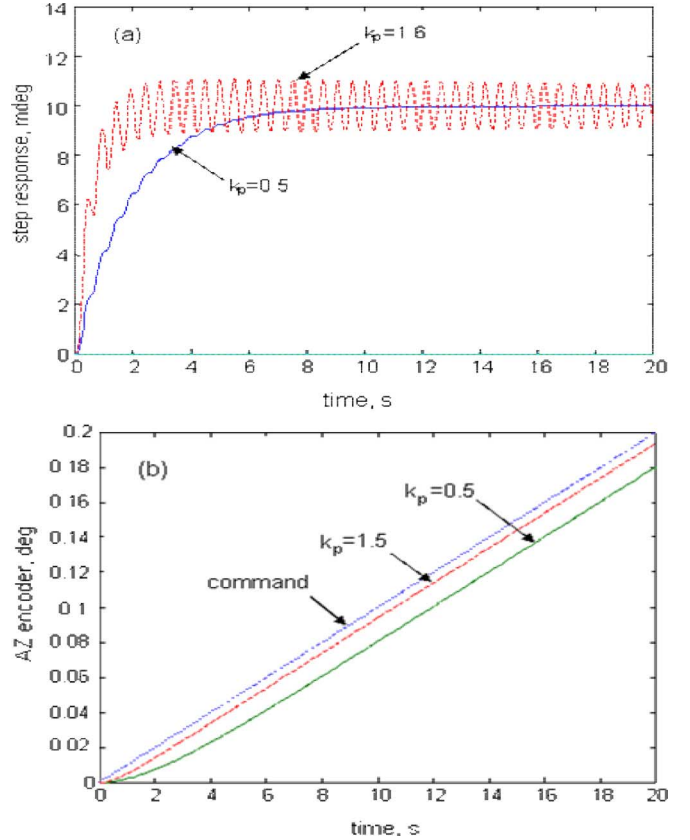 14
12
10
8
6
4
2
0
(a)
kp=1 6
kp=0 5
step response, mdeg
0 2 4 6 8 10 12 14 16 18 20
time, s
0.2
0.18
0.16
0.14
0.12
0.1
0.08
0.06
0.04
0 02
0
(b)
kp=0.5
kp=1.5
command
AZ encoder, deg
0 2 4 6 8 10 12 14 16 18 20
time, s